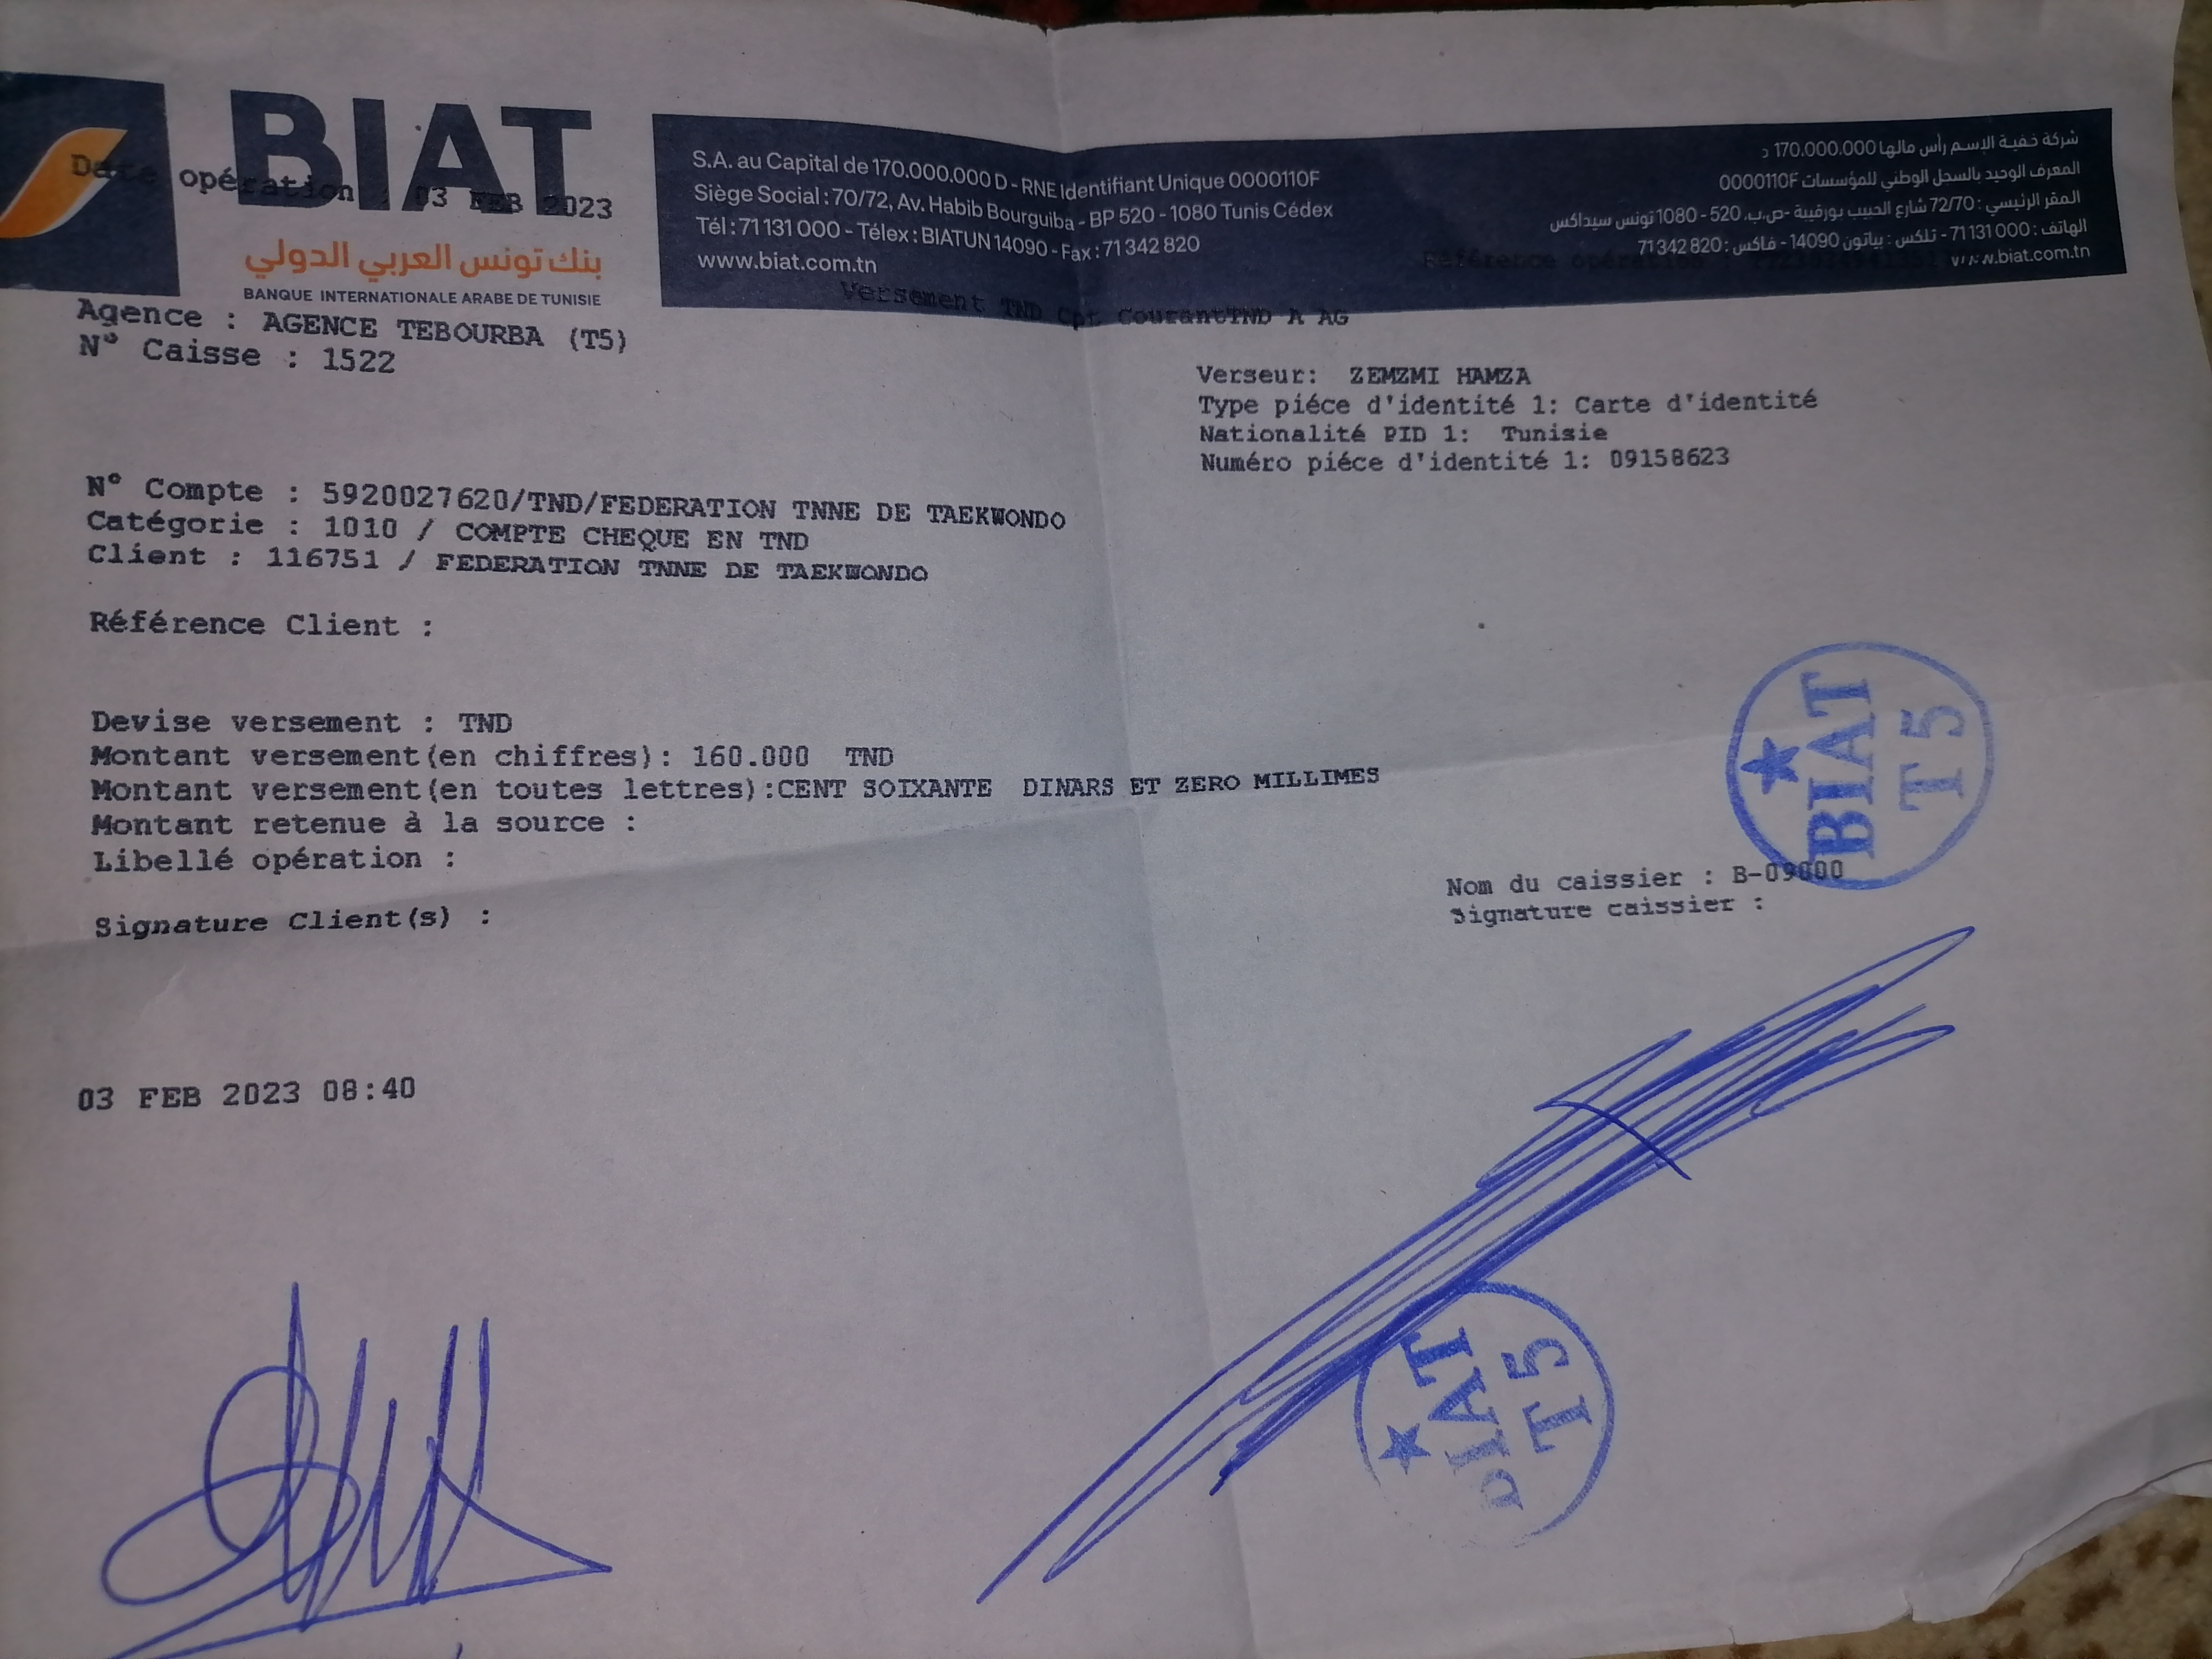 BIAT
بنك تونس العربي الدولي
BANQUE INTERNATIONALE ARABE DE TUNISIE
S.A. au Capital de 170.000.000 D - RNE Identifiant Unique 0000110F
Siège Social : 70/72, Av. Habib Bourguiba - BP 520 - 1080 Tunis Cédex
Tél : 71 131 000 - Télex : BIATUN 14090 - Fax : 71 342 820
www.biat.com.tn
شركة خفية الإسم رأس مالها 170.000.000 د
المعرف الوحيد بالسجل الوطني للمؤسسات 0000110F
المقر الرئيسي : 72/70 شارع الحبيب بورقيبة -ص.ب. 520 - 1080 تونس سيداكس
الهاتف : 71 131 000 - تلكس : بياتون 14090 - فاكس : 71 342 820
www.biat.com.tn
Date opération : 03 FEB 2023
Référence opération
Versement TND Cpt CourantTND A AG
Agence : AGENCE TEBOURBA (T5)
N° Caisse : 1522
Verseur: ZEMZMI HAMZA
Type piéce d'identité 1: Carte d'identité
Nationalité PID 1: Tunisie
Numéro piéce d'identité 1: 09158623
N° Compte : 5920027620/TND/FEDERATION TNNE DE TAEKWONDO
Catégorie : 1010 / COMPTE CHEQUE EN TND
Client : 116751 / FEDERATION TNNE DE TAEKWONDO
Référence Client :
Devise versement : TND
Montant versement(en chiffres): 160.000 TND
Montant versement(en toutes lettres):CENT SOIXANTE DINARS ET ZERO MILLIMES
Montant retenue à la source :
Libellé opération :
BIAT
T5
Nom du caissier : B-09800
Signature caissier :
Signature Client(s) :
03 FEB 2023 08:40
BIAT
T5